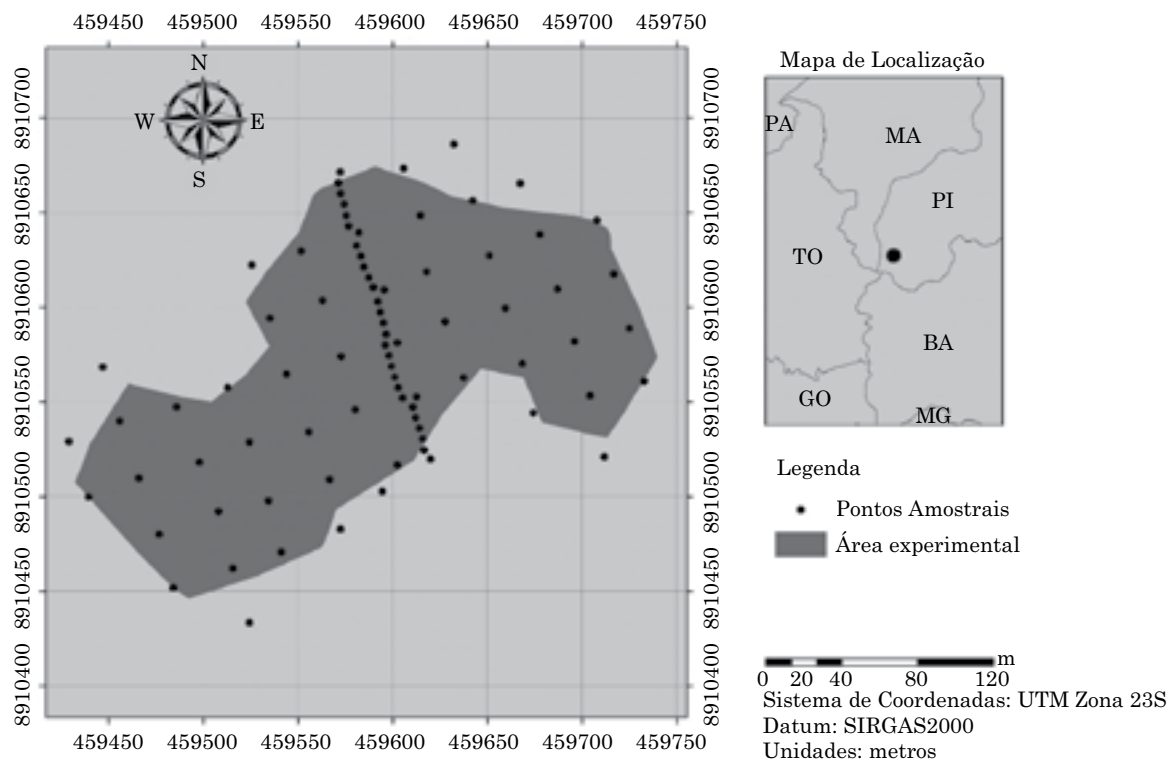 459450 459500 459550 459600 459650 459700 459750
8910700
8910650
8910600
8910550
8910500
8910450
8910400
N
W E
S
8910700
8910650
8910600
8910550
8910500
8910450
8910400
459450 459500 459550 459600 459650 459700 459750
Mapa de Localização
PA
MA
PI
TO
BA
GO
MG
Legenda
Pontos Amostrais
Área experimental
m
0 20 40 80 120
Sistema de Coordenadas: UTM Zona 23S
Datum: SIRGAS2000
Unidades: metros